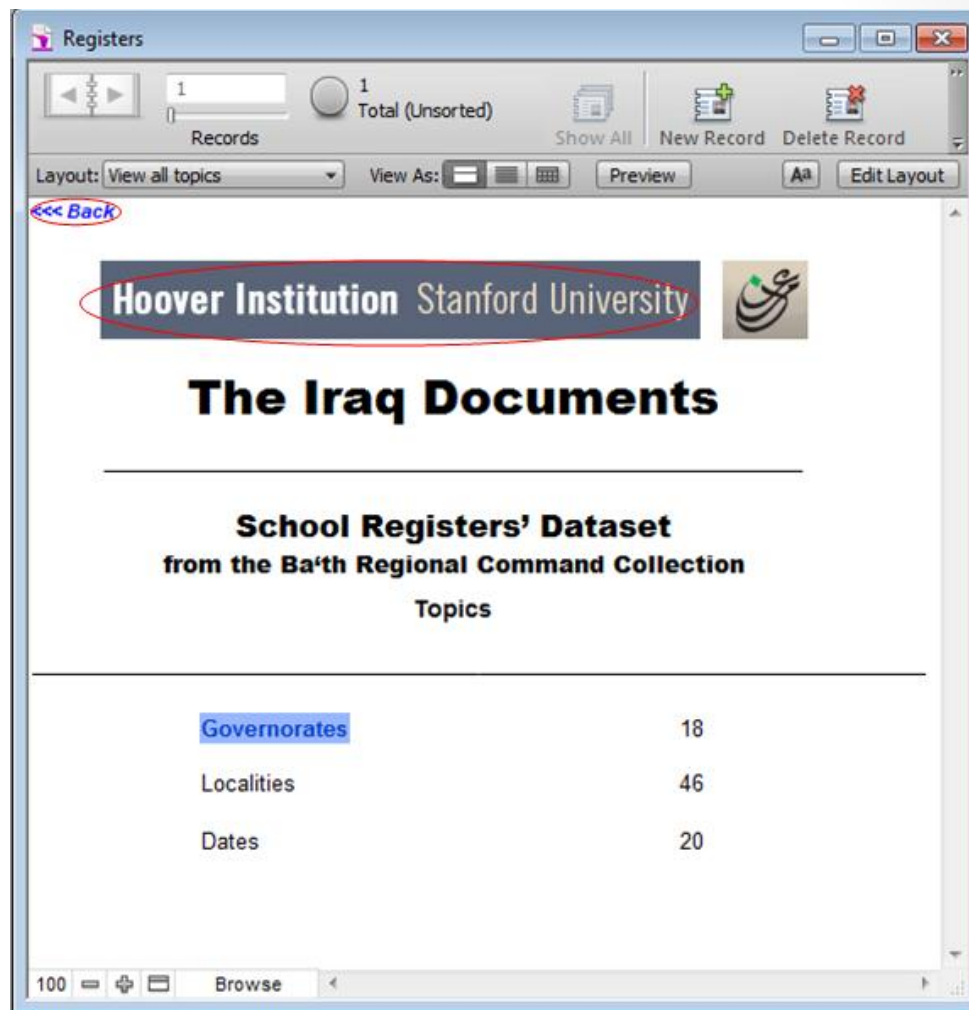 Registers
1
1
Total (Unsorted)
Records
Show All
New Record
Delete Record
Layout: View all topics
View As:
Preview
Aa
Edit Layout
<<< Back
Hoover Institution Stanford University
The Iraq Documents
School Registers’ Dataset
from the Ba‘th Regional Command Collection
Topics
Governorates 18
Localities 46
Dates 20
100
Browse